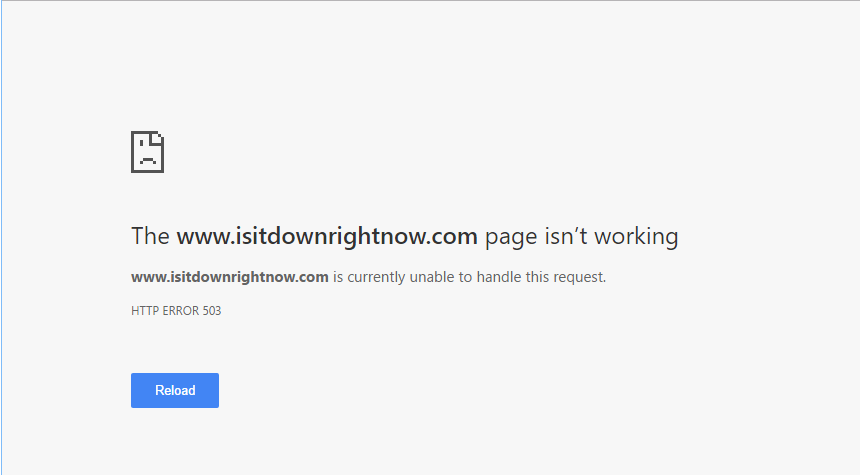 The www.isitdownrightnow.com page isn’t working
www.isitdownrightnow.com is currently unable to handle this request.
HTTP ERROR 503
Reload